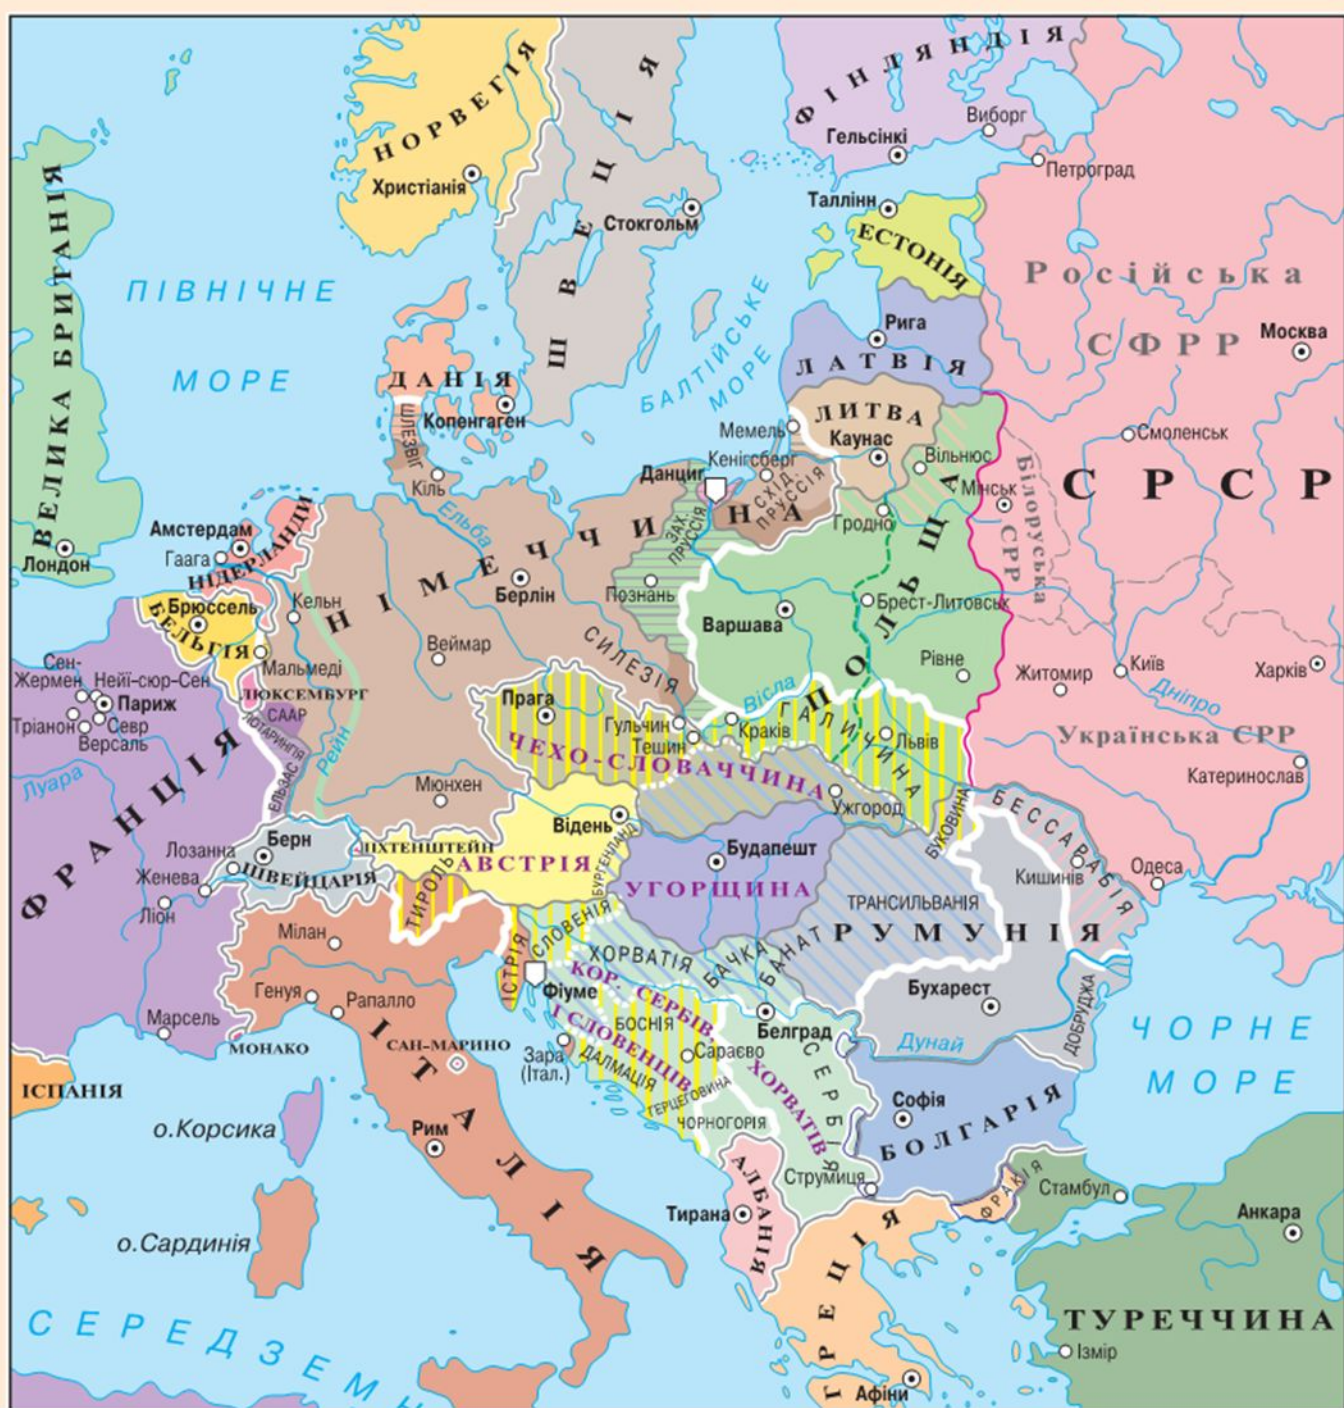 НОРВЕГІЯ
ШВЕЦІЯ
ФІНЛЯНДІЯ
Виборг
Гельсінкі
Петроград
Христіанія
Стокгольм
Таллінн
ЕСТОНІЯ
ВЕЛИКА БРИТАНІЯ
ПІВНІЧНЕ
МОРЕ
БАЛТІЙСЬКЕ
МОРЕ
Російська
СФРР
Москва
Рига
ЛАТВІЯ
ДАНІЯ
Копенгаген
ШЛЕЗВІГ
Кіль
ЛИТВА
Мемель
Каунас
Смоленськ
Кенігсберг
Вільнюс
Данциг
СХІД.
ПРУССІЯ
Мінськ
СРСР
Білоруська
СРР
Гродно
ЗАХ.
ПРУССІЯ
Ельба
Амстердам
Гаага
НІДЕРЛАНДИ
Лондон
НІМЕЧЧИНА
Берлін
Познань
ПОЛЬЩА
Брест-Литовськ
Варшава
Брюссель
БЕЛЬГІЯ
Кельн
Веймар
СИЛЕЗІЯ
Рівне
Житомир
Київ
Харків
Дніпро
Сен-
Жермен
Нейї-сюр-Сен
Париж
Тріанон
Севр
Версаль
Мальмеді
ЛЮКСЕМБУРГ
СААР
ЛОТАРИНГІЯ
ЕЛЬЗАС
Рейн
Луара
ФРАНЦІЯ
Прага
Гульчин
Тешин
Вісла
Краків
ГАЛИЧИНА
Львів
Українська СРР
Катеринослав
ЧЕХО-СЛОВАЧЧИНА
Ужгород
Мюнхен
Відень
БУКОВИНА
БЕССАРАБІЯ
Лозанна
Берн
ЛІХТЕНШТЕЙН
АВСТРІЯ
БУРГЕНЛАНД
Будапешт
УГОРЩИНА
Кишинів
Одеса
Женева
ШВЕЙЦАРІЯ
ТИРОЛЬ
ТРАНСИЛЬВАНІЯ
Ліон
Мілан
СЛОВЕНІЯ
ІСТРІЯ
ХОРВАТІЯ
БАЧКА
БАНАТ
РУМУНІЯ
Генуя
Рапалло
Фіуме
КОР. СЕРБІВ,
ХОРВАТІВ
І СЛОВЕНЦІВ
Бухарест
Марсель
МОНАКО
САН-МАРИНО
Зара
(Італ.)
БОСНІЯ
ДАЛМАЦІЯ
Сараєво
ГЕРЦЕГОВИНА
Белград
СЕРБІЯ
Дунай
ДОБРУДЖА
ЧОРНЕ
МОРЕ
ІСПАНІЯ
ІТАЛІЯ
ЧОРНОГОРІЯ
Софія
БОЛГАРІЯ
о.Корсика
Рим
АЛБАНІЯ
Струмиця
ФРАКІЯ
Стамбул
Анкара
Тирана
о.Сардинія
ГРЕЦІЯ
ТУРЕЧЧИНА
Ізмір
СЕРЕДЗЕМН
Афіни